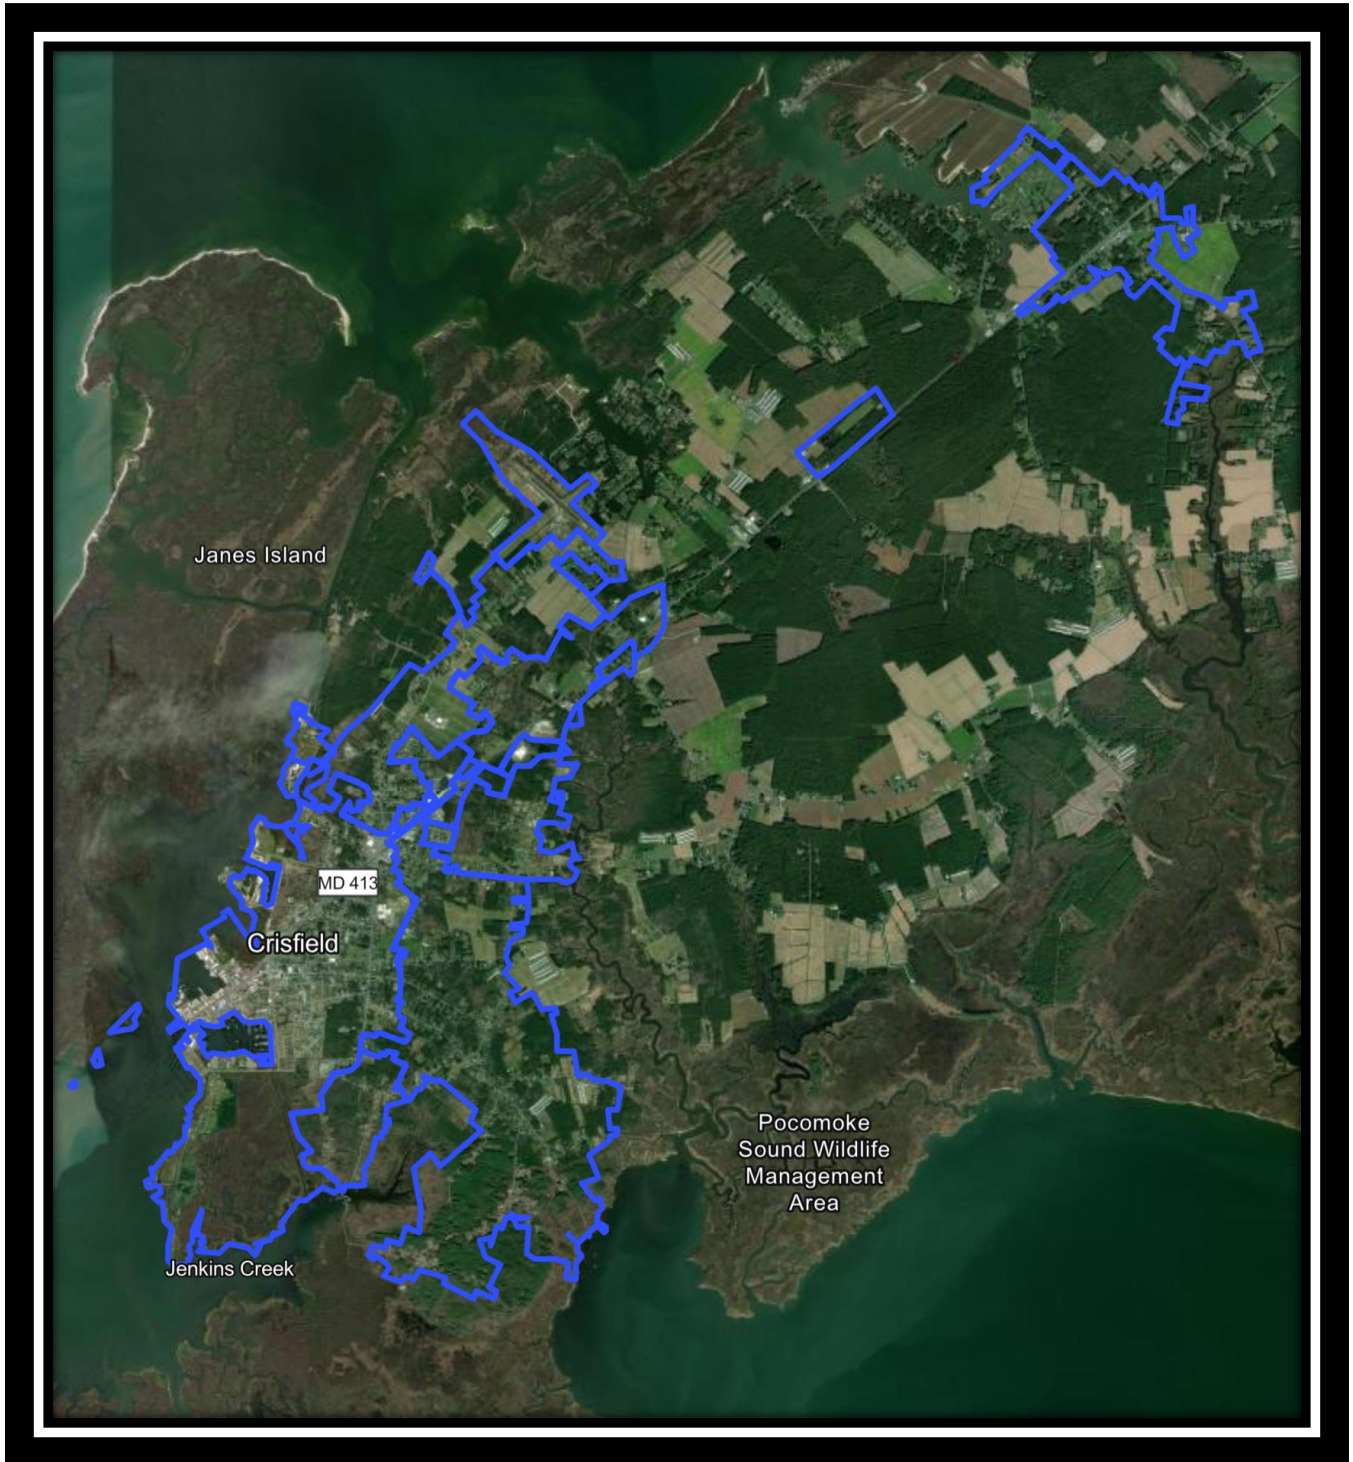 Janes Island
MD 413
Crisfield
Pocomoke
Sound Wildlife
Management
Area
Jenkins Creek